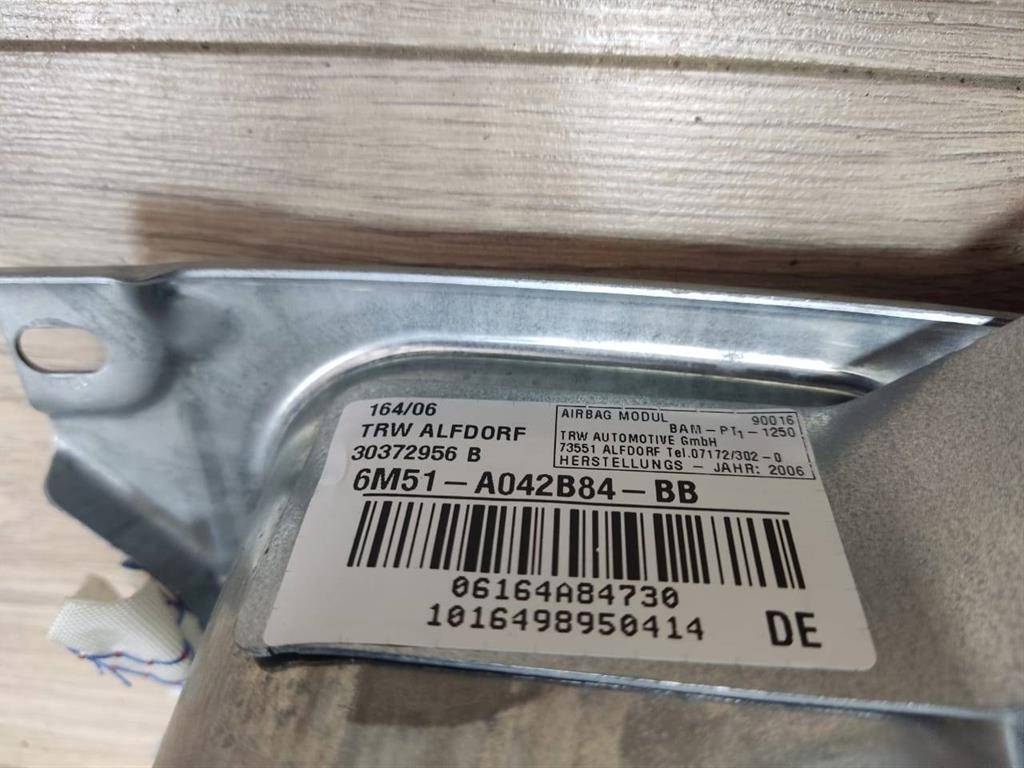 164/06
TRW ALFDORF
30372956 B
AIRBAG MODUL 90016
BAM-PT1-1250
TRW AUTOMOTIVE GmbH
73551 ALFDORF Tel.07172/302-0
HERSTELLUNGS-JAHR: 2006
6M51-A042B84-BB
06164A84730
1016498950414
DE